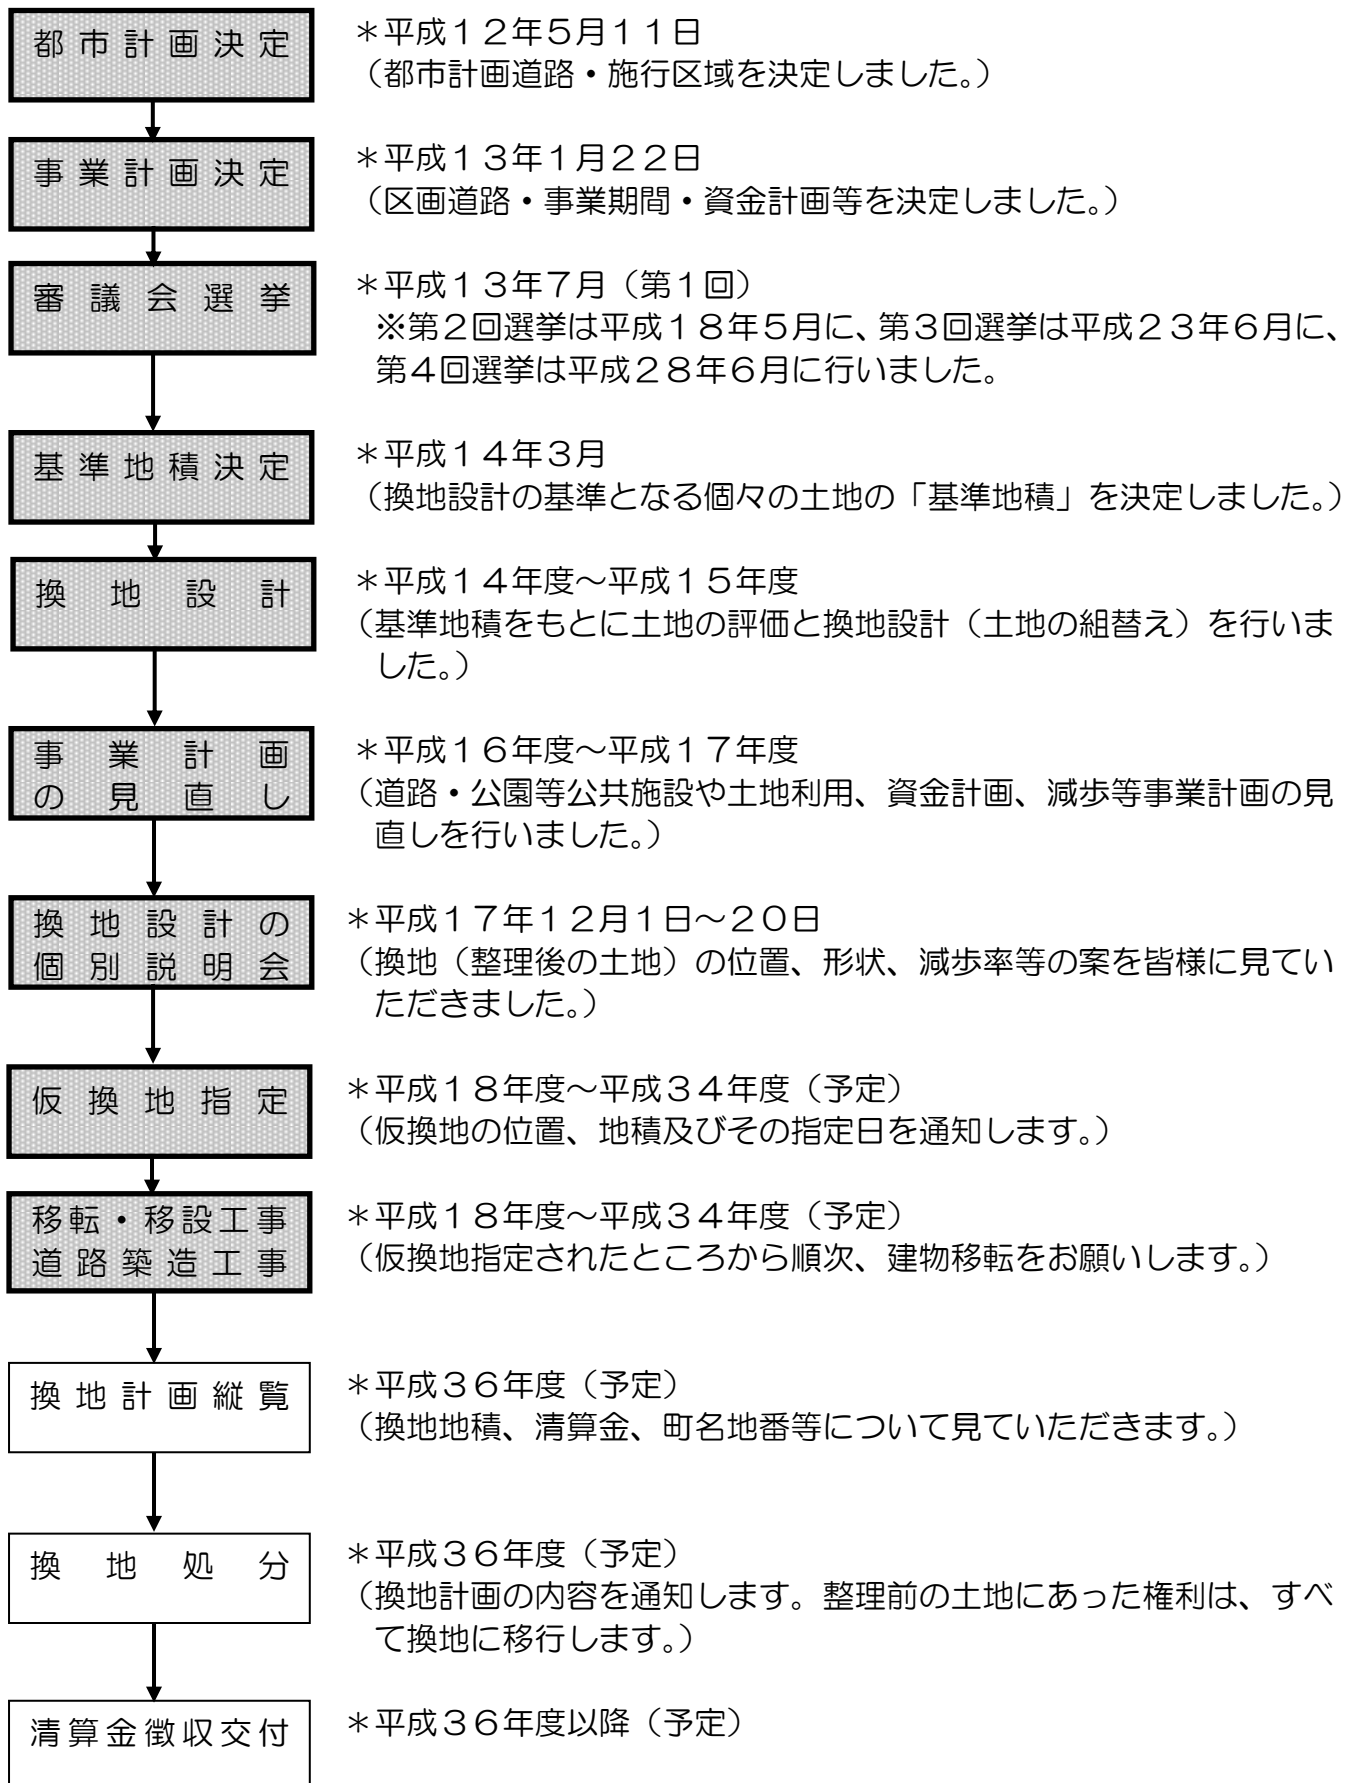 都市計画決定
＊平成１２年５月１１日
（都市計画道路・施行区域を決定しました。）
事業計画決定
＊平成１３年１月２２日
（区画道路・事業期間・資金計画等を決定しました。）
審議会選挙
＊平成１３年７月（第１回）
※第２回選挙は平成１８年５月に、第３回選挙は平成２３年６月に、
第４回選挙は平成２８年６月に行いました。
基準地積決定
＊平成１４年３月
（換地設計の基準となる個々の土地の「基準地積」を決定しました。）
換地設計
＊平成１４年度～平成１５年度
（基準地積をもとに土地の評価と換地設計（土地の組替え）を行いま
した。）
事業計画
の見直し
＊平成１６年度～平成１７年度
（道路・公園等公共施設や土地利用、資金計画、減歩等事業計画の見
直しを行いました。）
換地設計の
個別説明会
＊平成１７年１２月１日～２０日
（換地（整理後の土地）の位置、形状、減歩率等の案を皆様に見てい
ただきました。）
仮換地指定
＊平成１８年度～平成３４年度（予定）
（仮換地の位置、地積及びその指定日を通知します。）
移転・移設工事
道路築造工事
＊平成１８年度～平成３４年度（予定）
（仮換地指定されたところから順次、建物移転をお願いします。）
換地計画縦覧
＊平成３６年度（予定）
（換地地積、清算金、町名地番等について見ていただきます。）
換地処分
＊平成３６年度（予定）
（換地計画の内容を通知します。整理前の土地にあった権利は、すべ
て換地に移行します。）
清算金徴収交付
＊平成３６年度以降（予定）